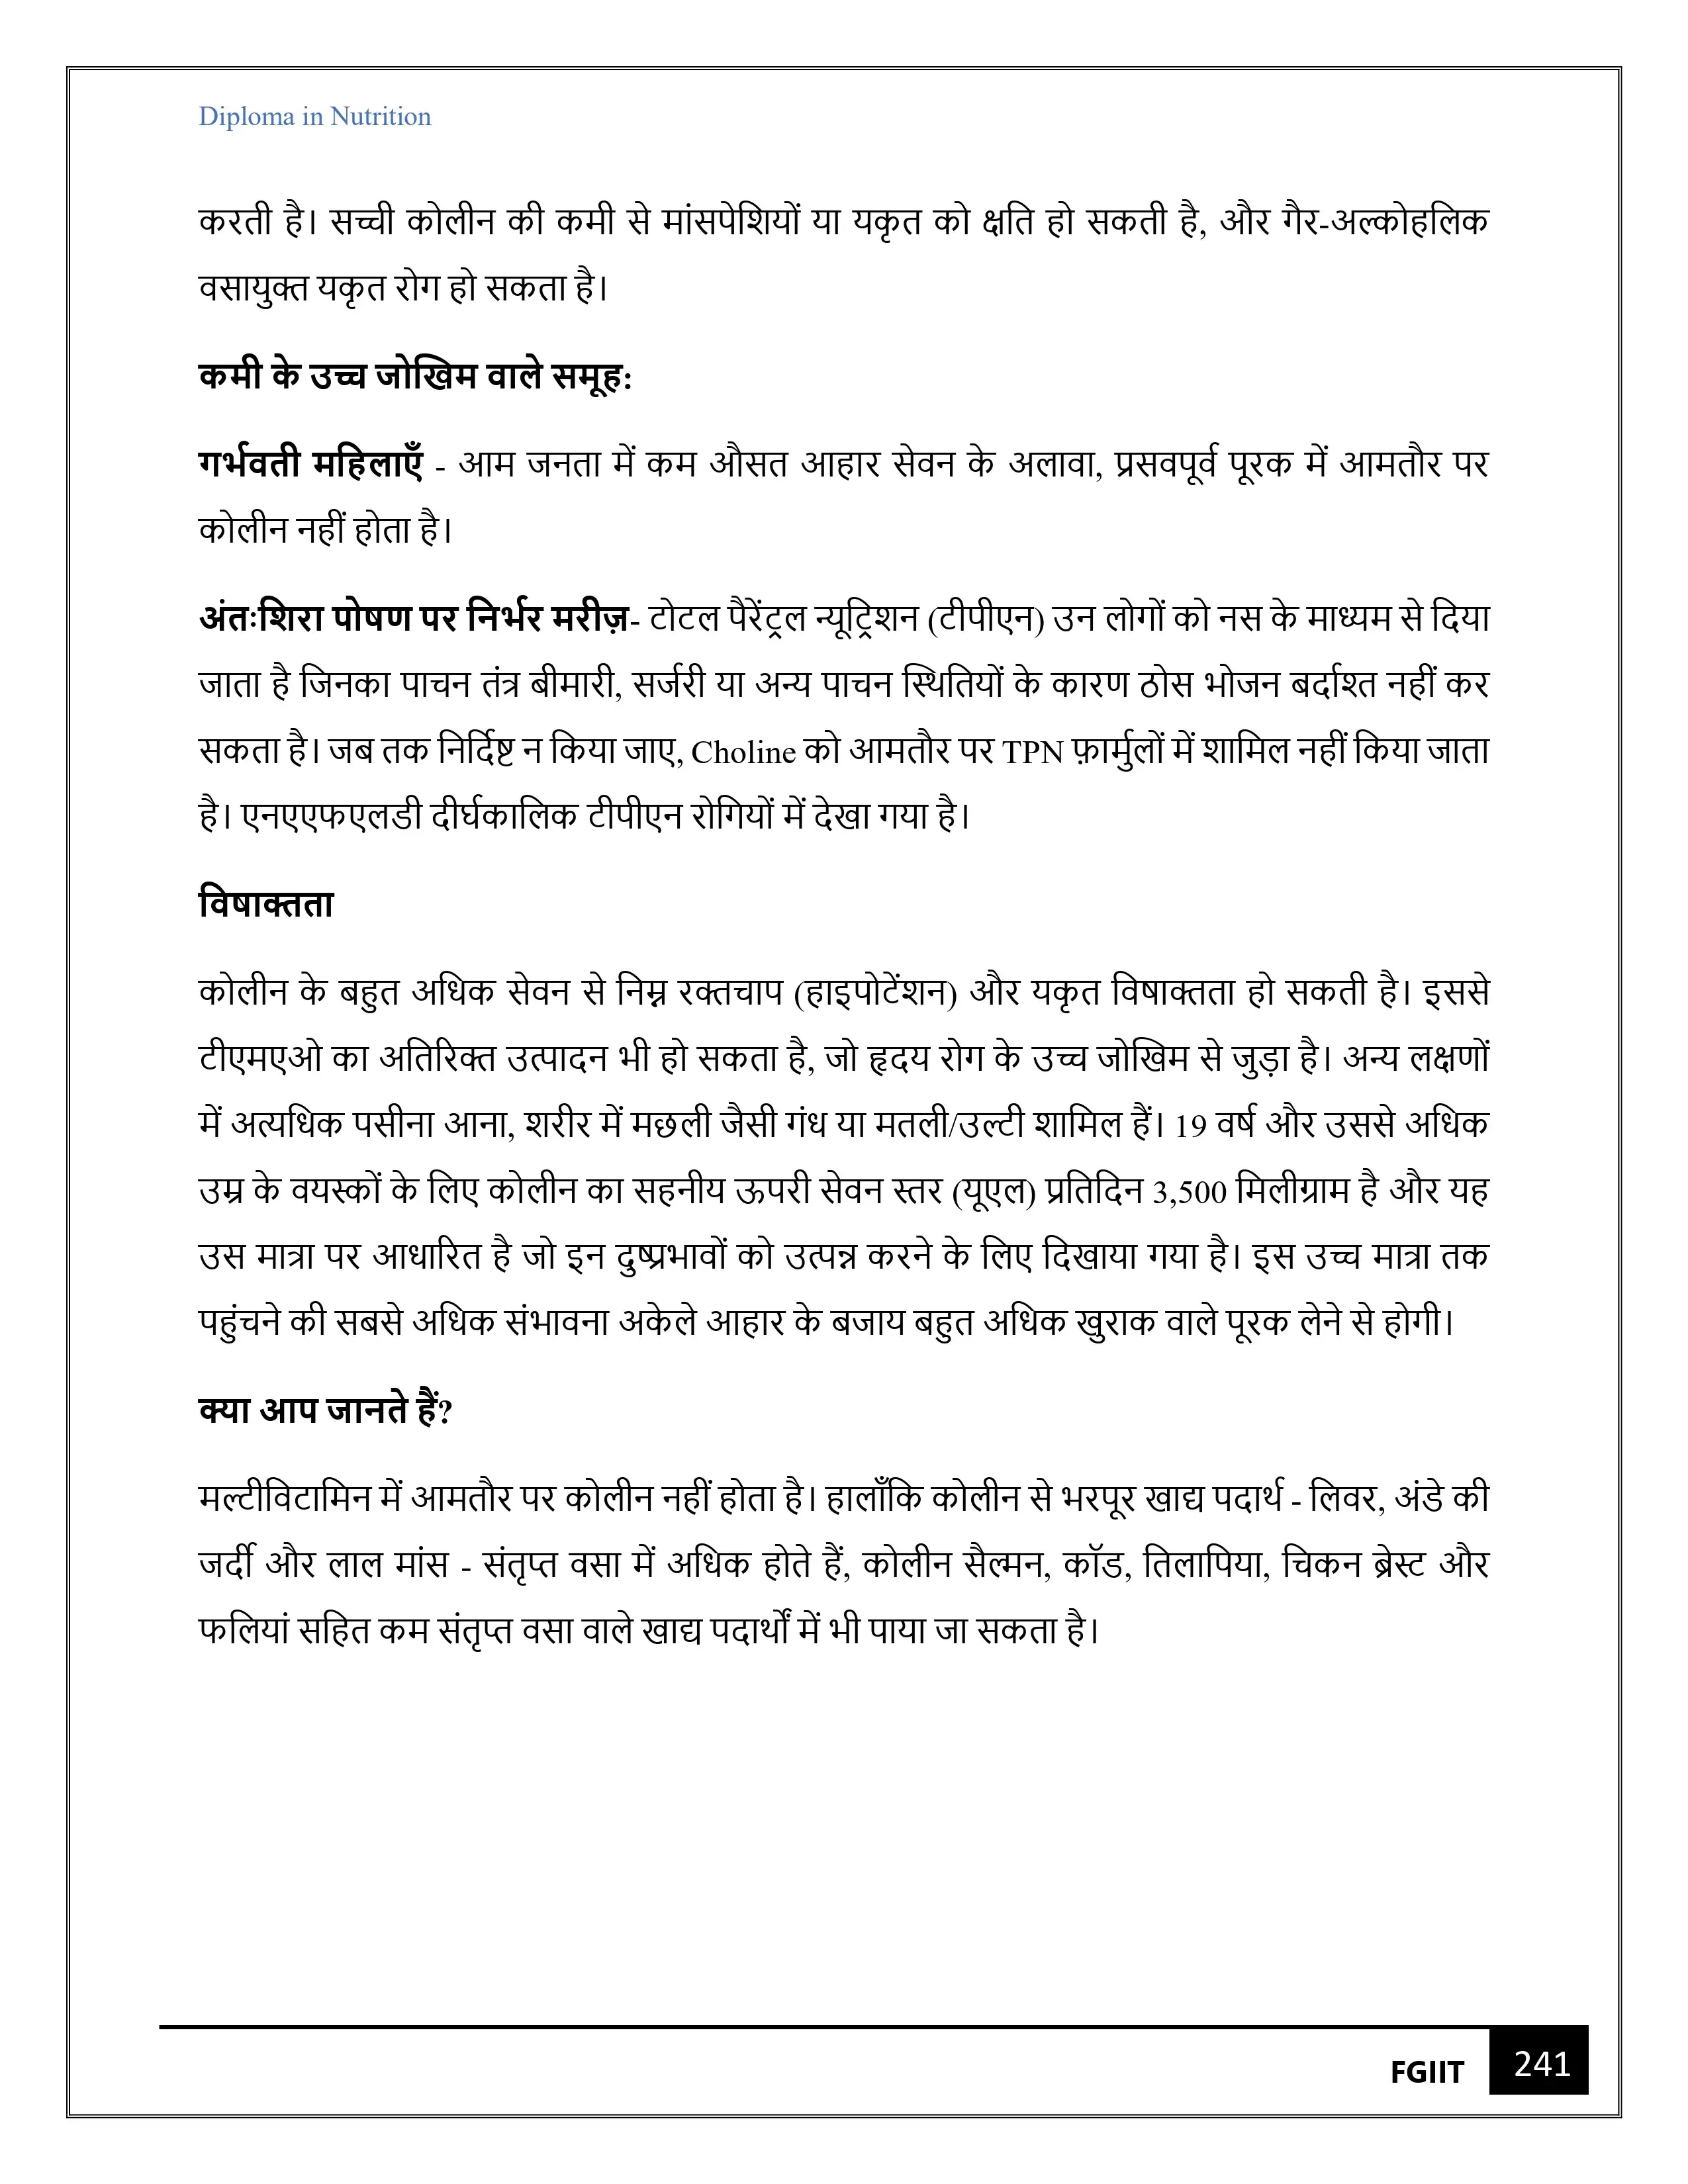 Diploma in Nutrition
करती है। सच्ची कोलीन की कमी से मांसपेशियों या यकृत को क्षति हो सकती है, और गैर-अल्कोहलिक
वसायुक्त यकृत रोग हो सकता है।
कमी के उच्च जोखिम वाले समूह:
गर्भवती महिलाएँ - आम जनता में कम औसत आहार सेवन के अलावा, प्रसवपूर्व पूरक में आमतौर पर
कोलीन नहीं होता है।
अंतःशिरा पोषण पर निर्भर मरीज़- टोटल पैरेंट्रल न्यूट्रिशन (टीपीएन) उन लोगों को नस के माध्यम से दिया
जाता है जिनका पाचन तंत्र बीमारी, सर्जरी या अन्य पाचन स्थितियों के कारण ठोस भोजन बर्दाश्त नहीं कर
सकता है। जब तक निर्दिष्ट न किया जाए, Choline को आमतौर पर TPN फ़ार्मुलों में शामिल नहीं किया जाता
है। एनएएफएलडी दीर्घकालिक टीपीएन रोगियों में देखा गया है।
विषाक्तता
कोलीन के बहुत अधिक सेवन से निम्न रक्तचाप (हाइपोटेंशन) और यकृत विषाक्तता हो सकती है। इससे
टीएमएओ का अतिरिक्त उत्पादन भी हो सकता है, जो हृदय रोग के उच्च जोखिम से जुड़ा है। अन्य लक्षणों
में अत्यधिक पसीना आना, शरीर में मछली जैसी गंध या मतली/उल्टी शामिल हैं। 19 वर्ष और उससे अधिक
उम्र के वयस्कों के लिए कोलीन का सहनीय ऊपरी सेवन स्तर (यूएल) प्रतिदिन 3,500 मिलीग्राम है और यह
उस मात्रा पर आधारित है जो इन दुष्प्रभावों को उत्पन्न करने के लिए दिखाया गया है। इस उच्च मात्रा तक
पहुंचने की सबसे अधिक संभावना अकेले आहार के बजाय बहुत अधिक खुराक वाले पूरक लेने से होगी।
क्या आप जानते हैं?
मल्टीविटामिन में आमतौर पर कोलीन नहीं होता है। हालाँकि कोलीन से भरपूर खाद्य पदार्थ - लिवर, अंडे की
जर्दी और लाल मांस - संतृप्त वसा में अधिक होते हैं, कोलीन सैल्मन, कॉड, तिलापिया, चिकन ब्रेस्ट और
फलियां सहित कम संतृप्त वसा वाले खाद्य पदार्थों में भी पाया जा सकता है।
FGIIT 241